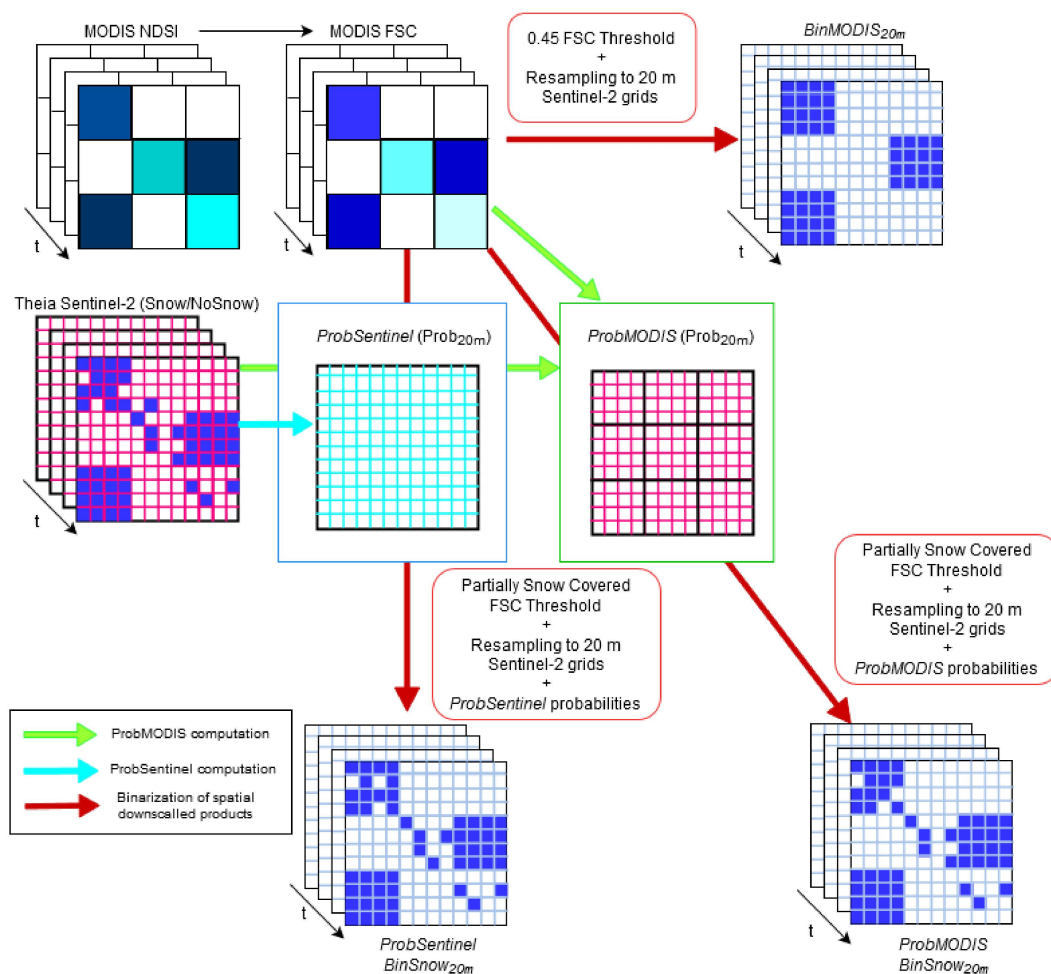 MODIS NDSI
MODIS FSC
0.45 FSC Threshold
+
Resampling to 20 m
Sentinel-2 grids
BinMODIS20m
t
t
t
Theia Sentinel-2 (Snow/NoSnow)
t
ProbSentinel (Prob20m)
ProbMODIS (Prob20m)
Partially Snow Covered
FSC Threshold
+
Resampling to 20 m
Sentinel-2 grids
+
ProbSentinel probabilities
Partially Snow Covered
FSC Threshold
+
Resampling to 20 m
Sentinel-2 grids
+
ProbMODIS probabilities
ProbMODIS computation
ProbSentinel computation
Binarization of spatial
downscalled products
t
ProbSentinel
BinSnow20m
t
ProbMODIS
BinSnow20m